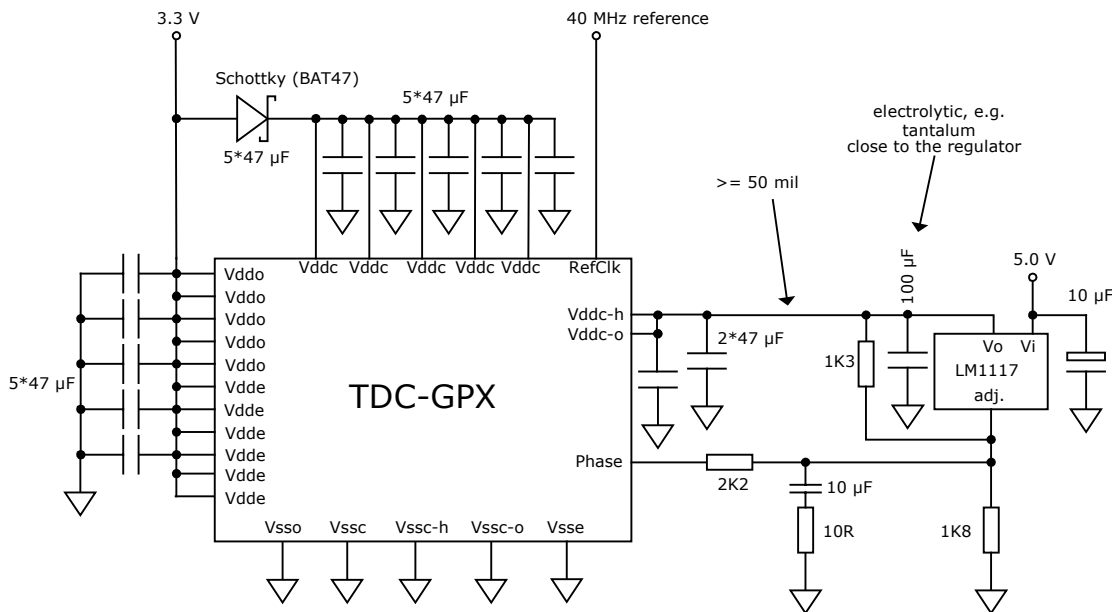 3.3 V
40 MHz reference
Schottky (BAT47)
5*47 µF
5*47 µF
electrolytic, e.g.
tantalum
close to the regulator
>= 50 mil
Vddc
Vddc
Vddc
Vddc
Vddc
RefClk
100 µF
5.0 V
10 µF
Vddo
Vddo
Vddo
Vddo
Vddo
Vdde
Vdde
Vdde
Vdde
Vdde
Vdde
5*47 µF
TDC-GPX
Vddc-h
Vddc-o
2*47 µF
1K3
Vo
Vi
LM1117
adj.
Phase
2K2
10 µF
10R
1K8
Vsso
Vssc
Vssc-h
Vssc-o
Vsse